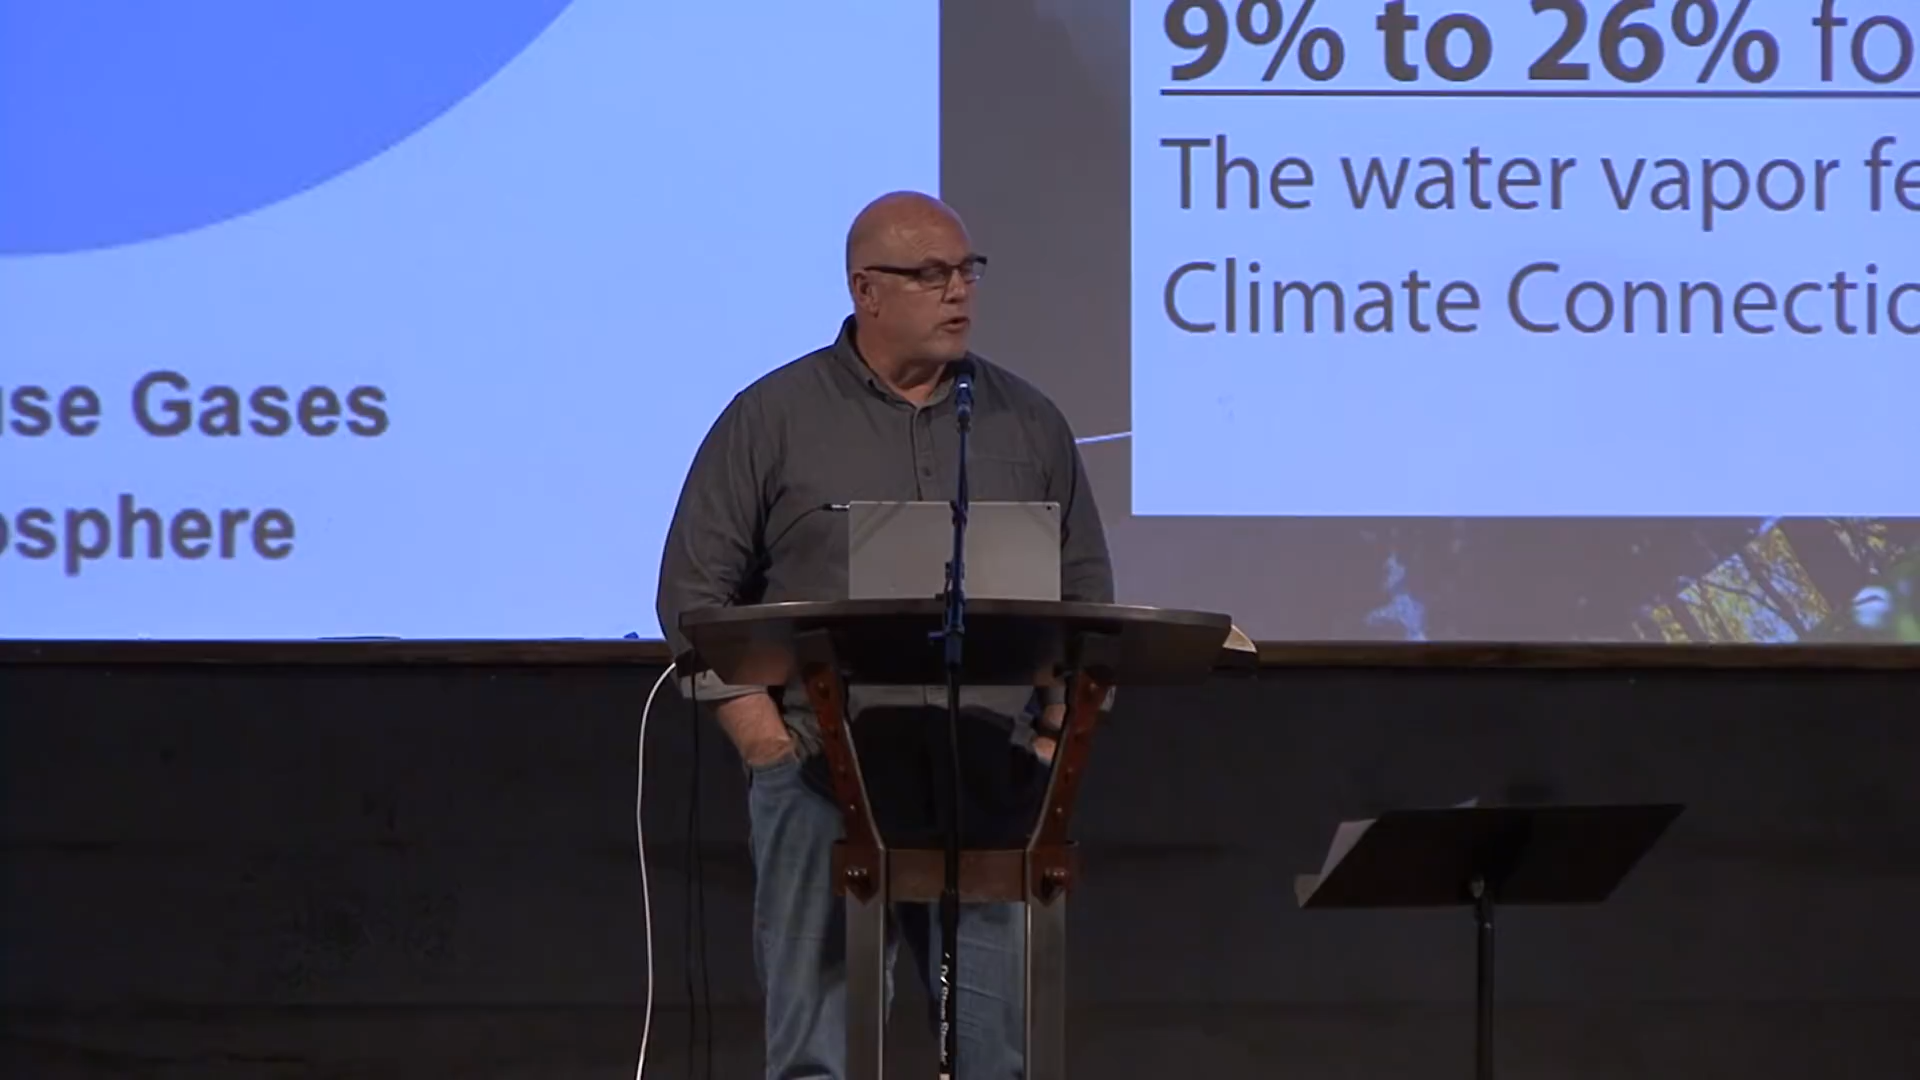 use Gases
osphere
9% to 26% fo
The water vapor fe
Climate Connectio